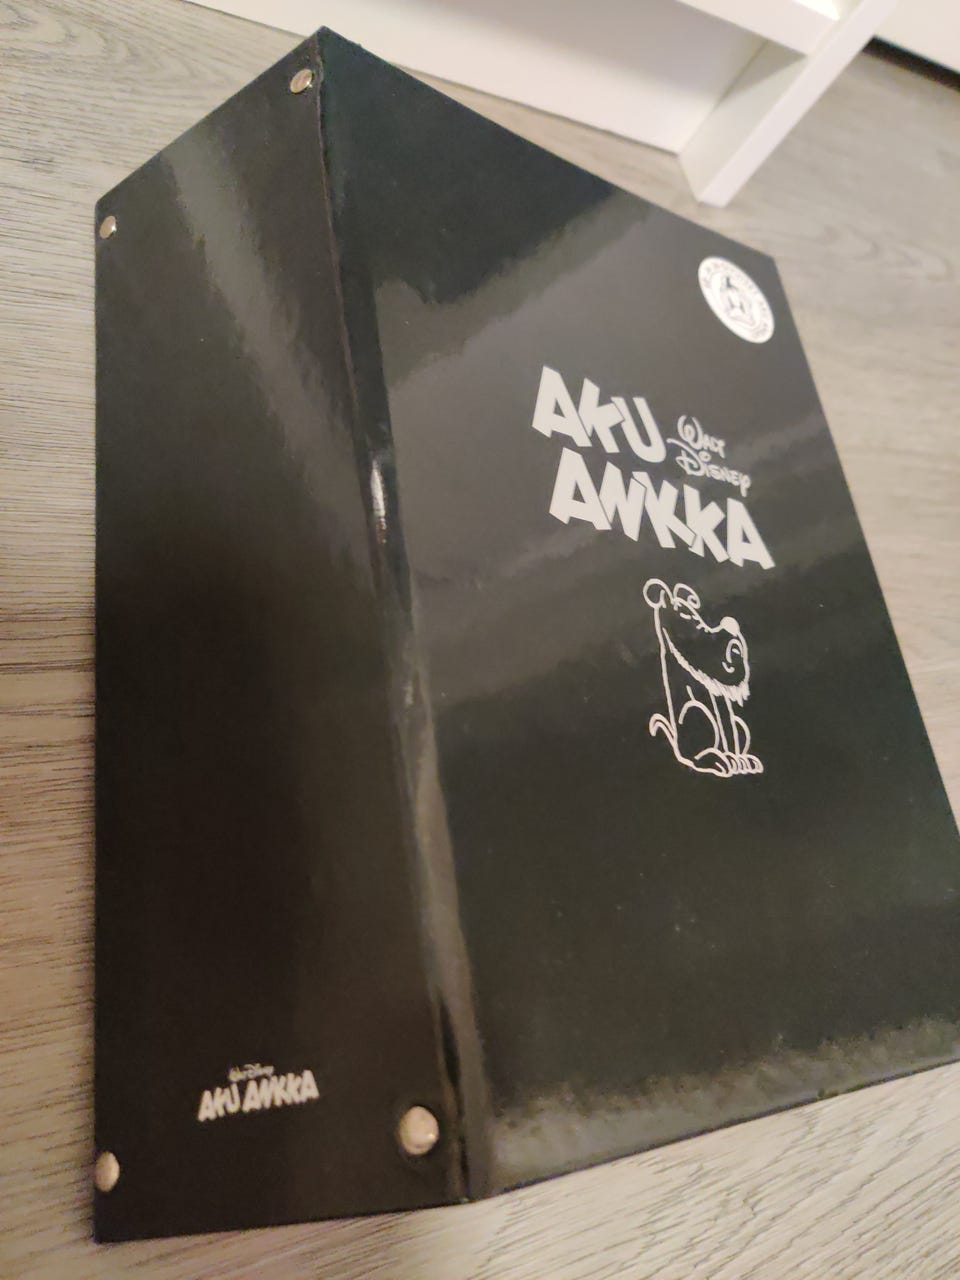 AKU
WALT
DISNEY
ANKKA
WALT DISNEY
AKU ANKKA